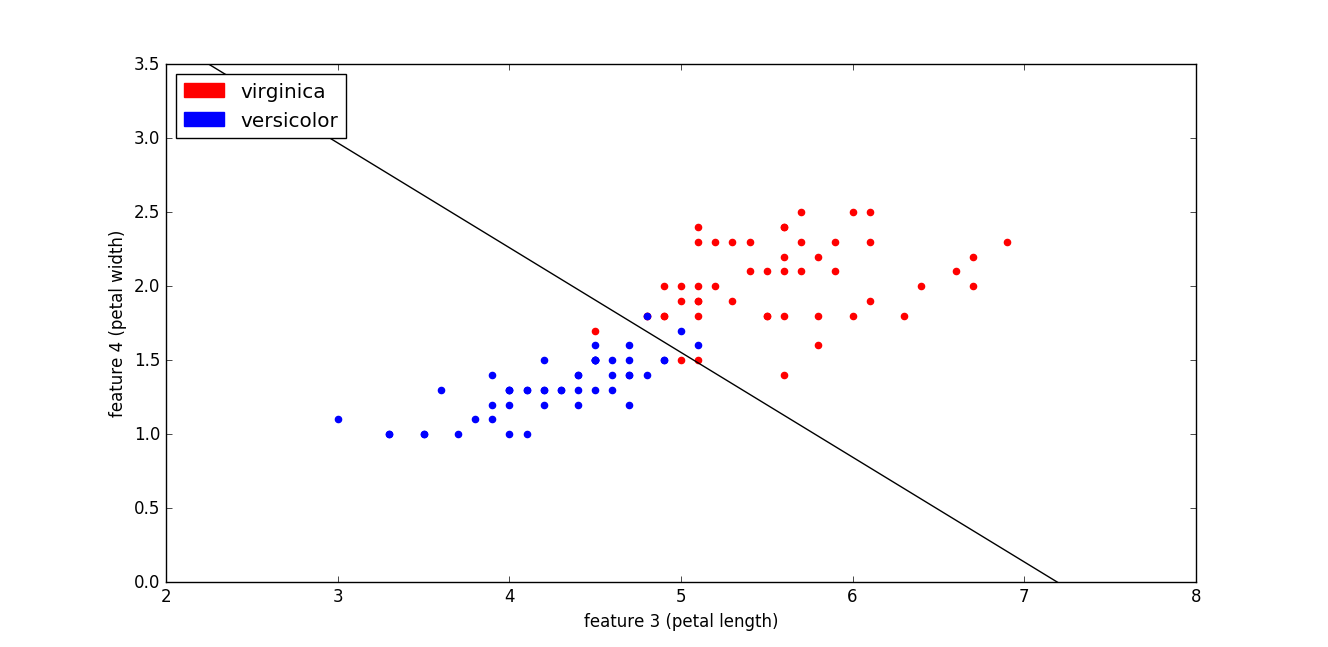 3.5
3.0
2.5
2.0
1.5
1.0
0.5
0.0
feature 4 (petal width)
virginica
versicolor
2 3 4 5 6 7 8
feature 3 (petal length)